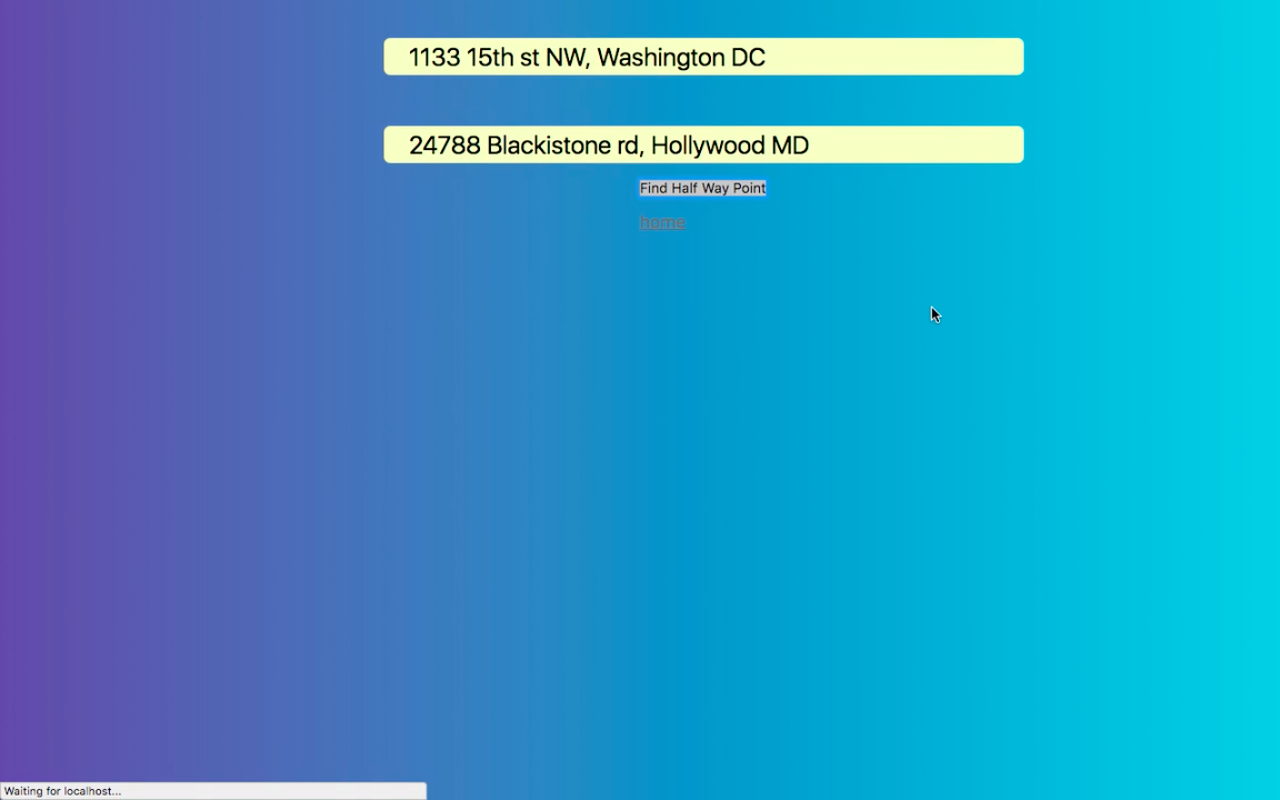 1133 15th st NW, Washington DC
24788 Blackistone rd, Hollywood MD
Find Half Way Point
home
Waiting for localhost...